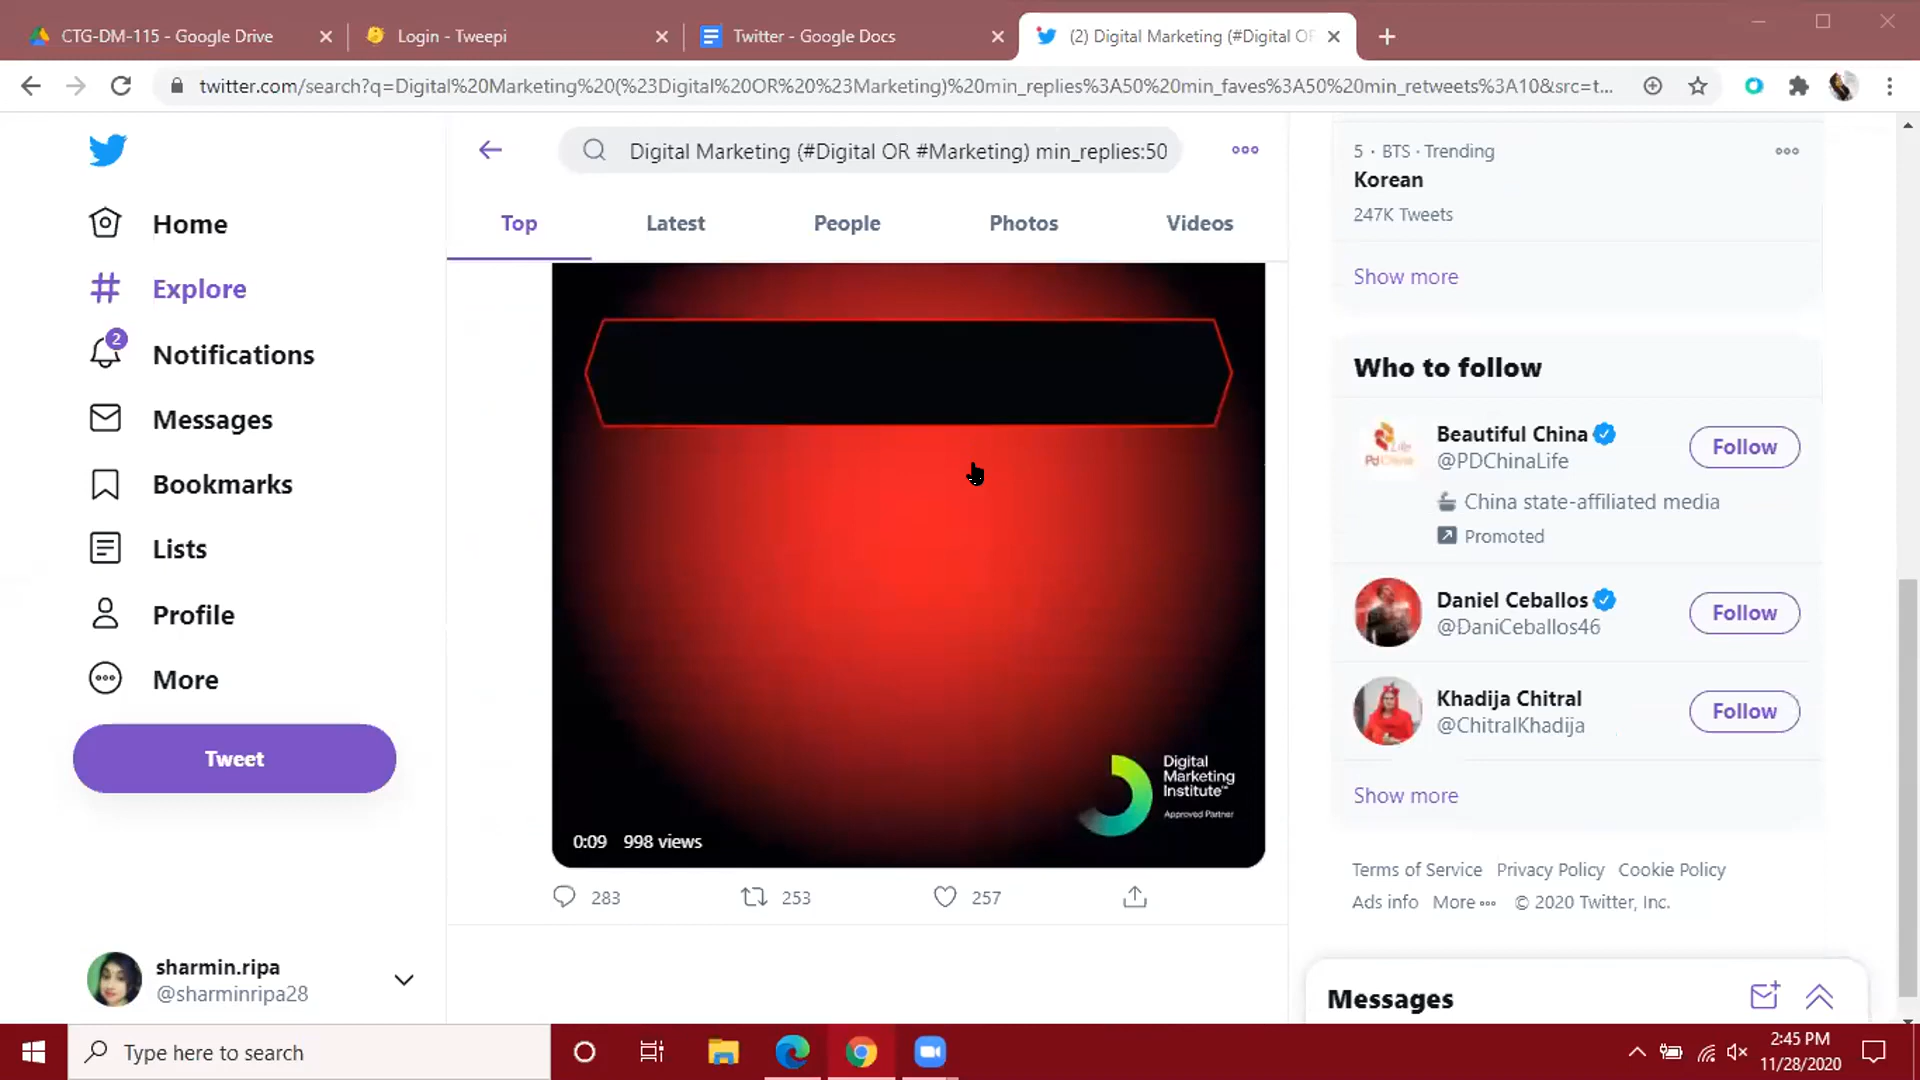 CTG-DM-115 - Google Drive
Login - Tweepi
Twitter - Google Docs
(2) Digital Marketing (#Digital OR
twitter.com/search?q=Digital%20Marketing%20(%23Digital%20OR%20%23Marketing)%20min_replies%3A50%20min_faves%3A50%20min_retweets%3A10&src=t...
Digital Marketing (#Digital OR #Marketing) min_replies:50
Top
Latest
People
Photos
Videos
Home
Explore
2
Notifications
Messages
Bookmarks
Lists
Profile
More
Tweet
sharmin.ripa
@sharminripa28
Digital
Marketing
Institute™
Approved Partner
0:09 998 views
283
253
257
5 · BTS · Trending
Korean
247K Tweets
Show more
Who to follow
Beautiful China
@PDChinaLife
Follow
China state-affiliated media
Promoted
Daniel Ceballos
@DaniCeballos46
Follow
Khadija Chitral
@ChitralKhadija
Follow
Show more
Terms of Service Privacy Policy Cookie Policy
Ads info More ··· © 2020 Twitter, Inc.
Messages
Type here to search
2:45 PM
11/28/2020